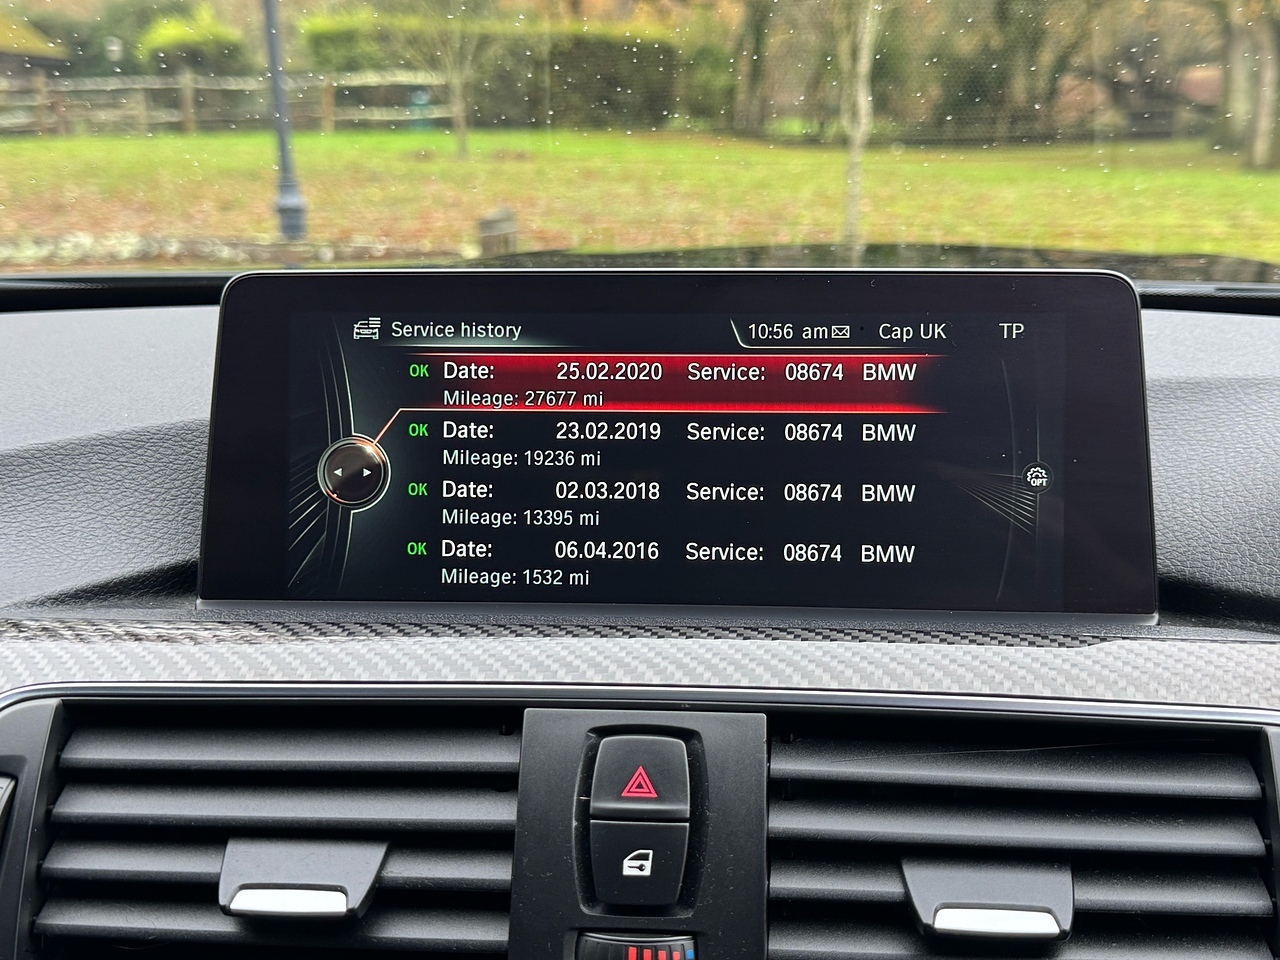 Service history 10:56 am Cap UK TP
OK Date: 25.02.2020 Service: 08674 BMW
Mileage: 27677 mi
OK Date: 23.02.2019 Service: 08674 BMW
Mileage: 19236 mi
OPT
OK Date: 02.03.2018 Service: 08674 BMW
Mileage: 13395 mi
OK Date: 06.04.2016 Service: 08674 BMW
Mileage: 1532 mi